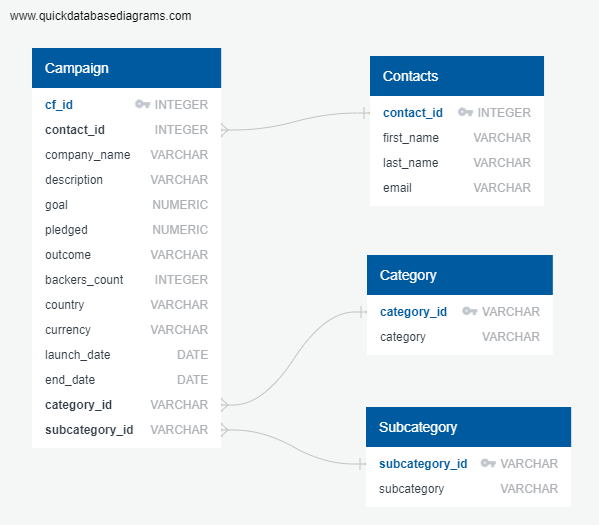 www.quickdatabasediagrams.com
Campaign
cf_id INTEGER
contact_id INTEGER
company_name VARCHAR
description VARCHAR
goal NUMERIC
pledged NUMERIC
outcome VARCHAR
backers_count INTEGER
country VARCHAR
currency VARCHAR
launch_date DATE
end_date DATE
category_id VARCHAR
subcategory_id VARCHAR
Contacts
contact_id INTEGER
first_name VARCHAR
last_name VARCHAR
email VARCHAR
Category
category_id VARCHAR
category VARCHAR
Subcategory
subcategory_id VARCHAR
subcategory VARCHAR